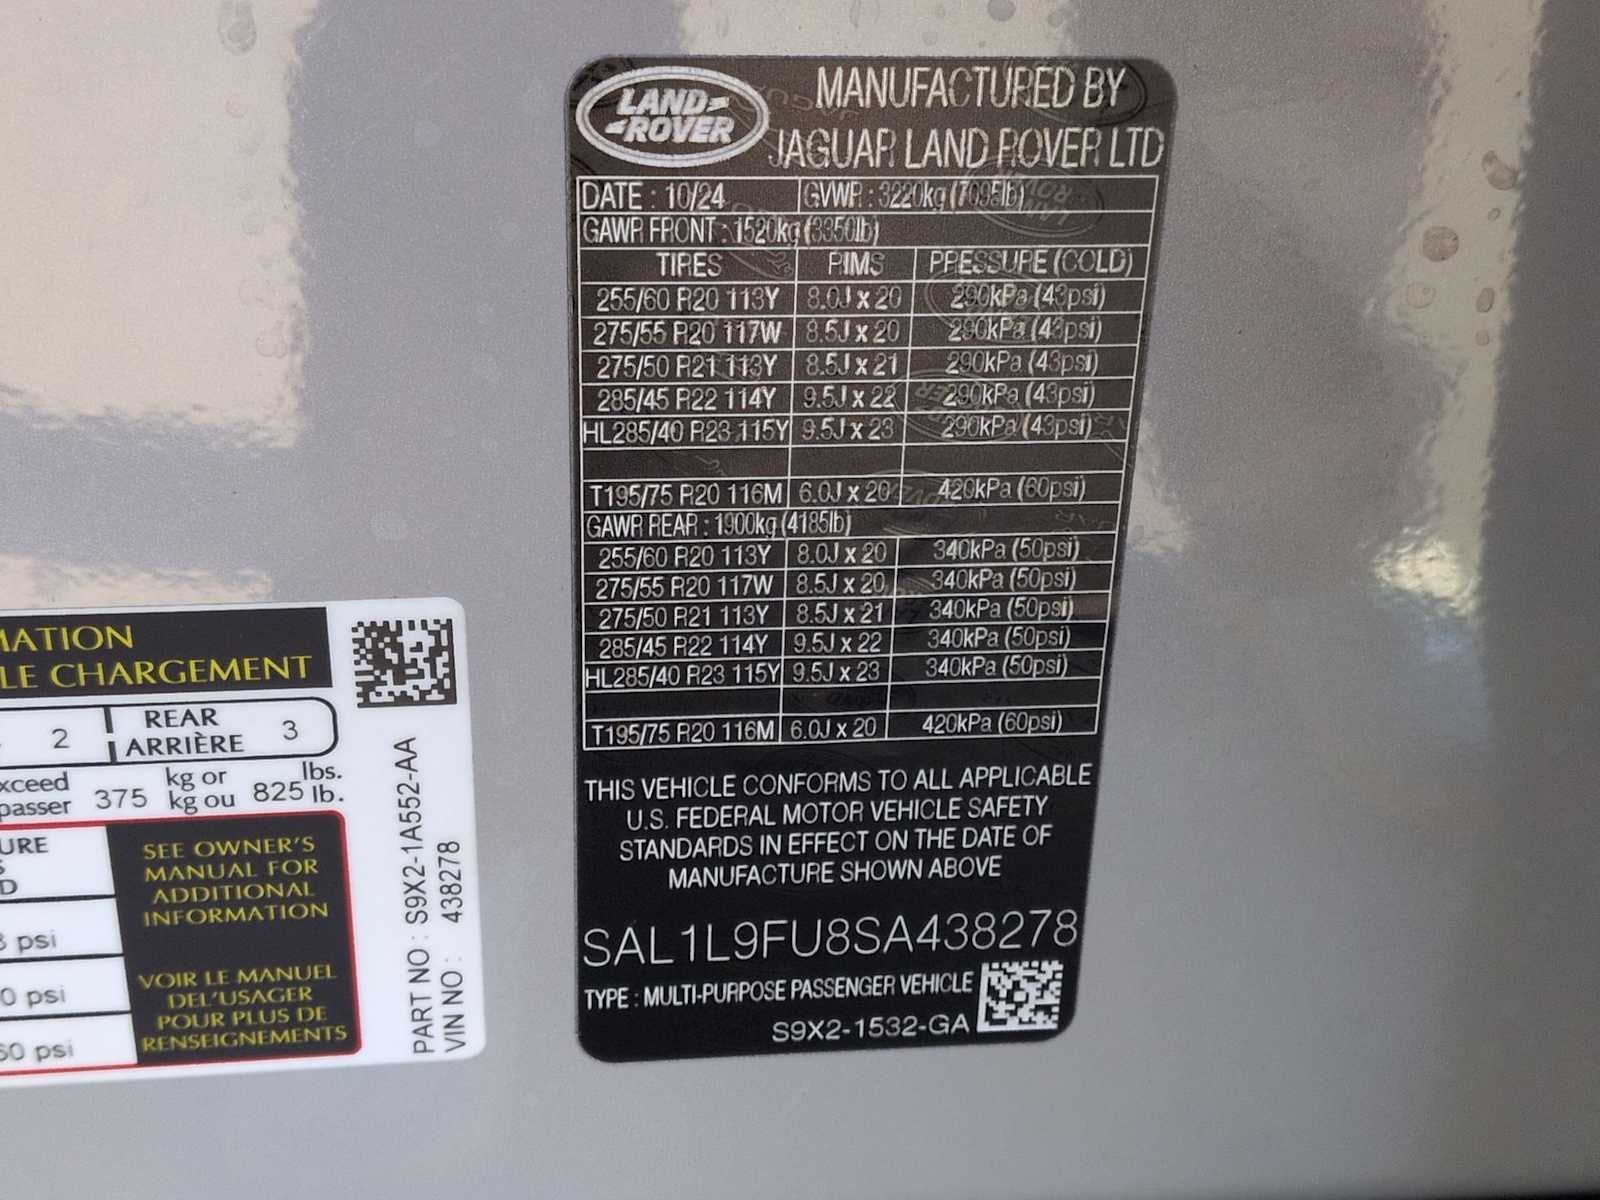 LAND-
-ROVER
MANUFACTURED BY
JAGUAR LAND ROVER LTD
DATE : 10/24 GVWR : 3220kg (7095lb)
GAWR FRONT : 1520kg (3350lb)
TIRES RIMS PRESSURE (COLD)
255/60 R20 113Y 8.0J x 20 290kPa (43psi)
275/55 R20 117W 8.5J x 20 290kPa (43psi)
275/50 R21 113Y 8.5J x 21 290kPa (43psi)
285/45 R22 114Y 9.5J x 22 290kPa (43psi)
HL285/40 R23 115Y 9.5J x 23 290kPa (43psi)
T195/75 R20 116M 6.0J x 20 420kPa (60psi)
GAWR REAR : 1900kg (4185lb)
255/60 R20 113Y 8.0J x 20 340kPa (50psi)
275/55 R20 117W 8.5J x 20 340kPa (50psi)
275/50 R21 113Y 8.5J x 21 340kPa (50psi)
285/45 R22 114Y 9.5J x 22 340kPa (50psi)
HL285/40 R23 115Y 9.5J x 23 340kPa (50psi)
T195/75 R20 116M 6.0J x 20 420kPa (60psi)
THIS VEHICLE CONFORMS TO ALL APPLICABLE
U.S. FEDERAL MOTOR VEHICLE SAFETY
STANDARDS IN EFFECT ON THE DATE OF
MANUFACTURE SHOWN ABOVE
SAL1L9FU8SA438278
TYPE : MULTI-PURPOSE PASSENGER VEHICLE
S9X2-1532-GA
MATION
LE CHARGEMENT
2 REAR
ARRIÈRE 3
xceed
passer 375 kg or
kg ou 825 lbs.
lb.
URE
S
D
3 psi
0 psi
60 psi
SEE OWNER'S
MANUAL FOR
ADDITIONAL
INFORMATION
VOIR LE MANUEL
DEL'USAGER
POUR PLUS DE
RENSEIGNEMENTS
PART NO : S9X2-1A552-AA
VIN NO : 438278